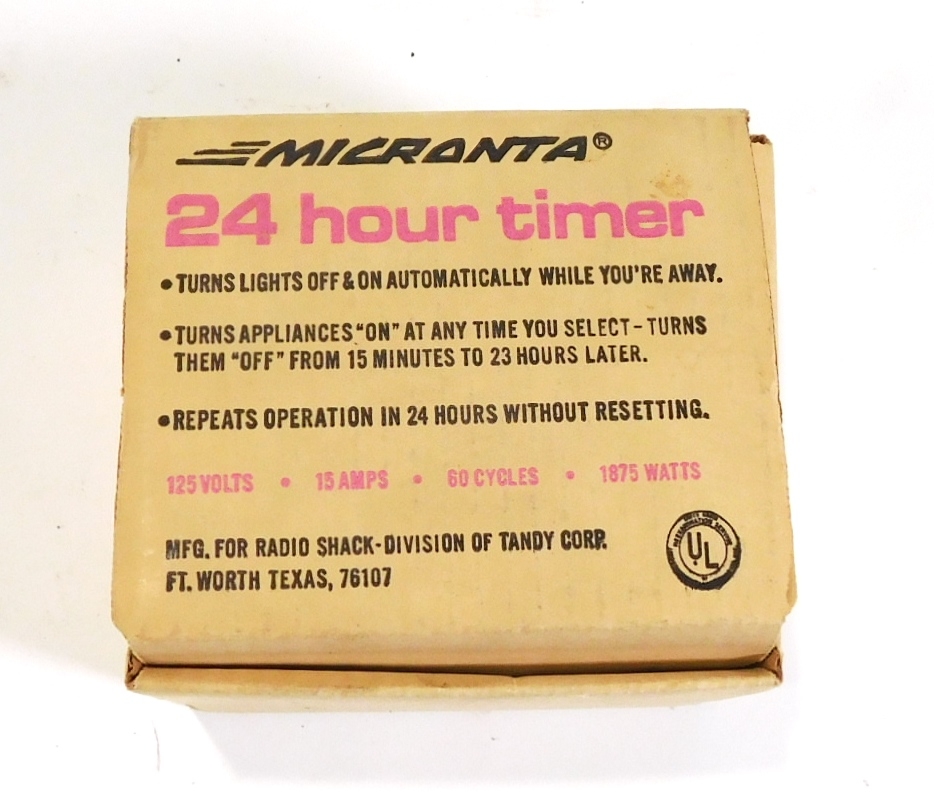 MICRONTA®
24 hour timer
• TURNS LIGHTS OFF & ON AUTOMATICALLY WHILE YOU'RE AWAY.
• TURNS APPLIANCES "ON" AT ANY TIME YOU SELECT – TURNS
THEM "OFF" FROM 15 MINUTES TO 23 HOURS LATER.
• REPEATS OPERATION IN 24 HOURS WITHOUT RESETTING.
125 VOLTS • 15 AMPS • 60 CYCLES • 1875 WATTS
MFG. FOR RADIO SHACK-DIVISION OF TANDY CORP.
FT. WORTH TEXAS, 76107
UL